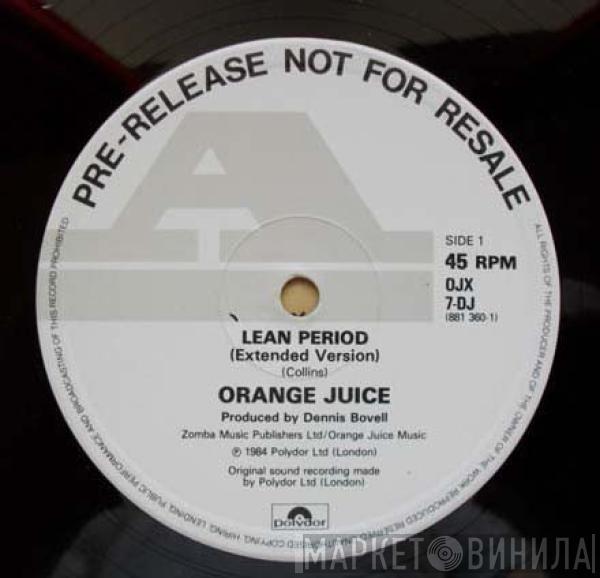 PRE-RELEASE NOT FOR RESALE
A
SIDE 1
45 RPM
OJX
7-DJ
(881 360-1)
LEAN PERIOD
(Extended Version)
(Collins)
ORANGE JUICE
Produced by Dennis Bovell
Zomba Music Publishers Ltd/Orange Juice Music
℗ 1984 Polydor Ltd (London)
Original sound recording made
by Polydor Ltd (London)
polydor
ALL RIGHTS OF THE PRODUCER AND OF THE OWNER OF THE WORK REPRODUCED RESERVED
COPYING, HIRING, LENDING, PUBLIC PERFORMANCE AND BROADCASTING OF THIS RECORD PROHIBITED
МАРКЕТ ВИНИЛА